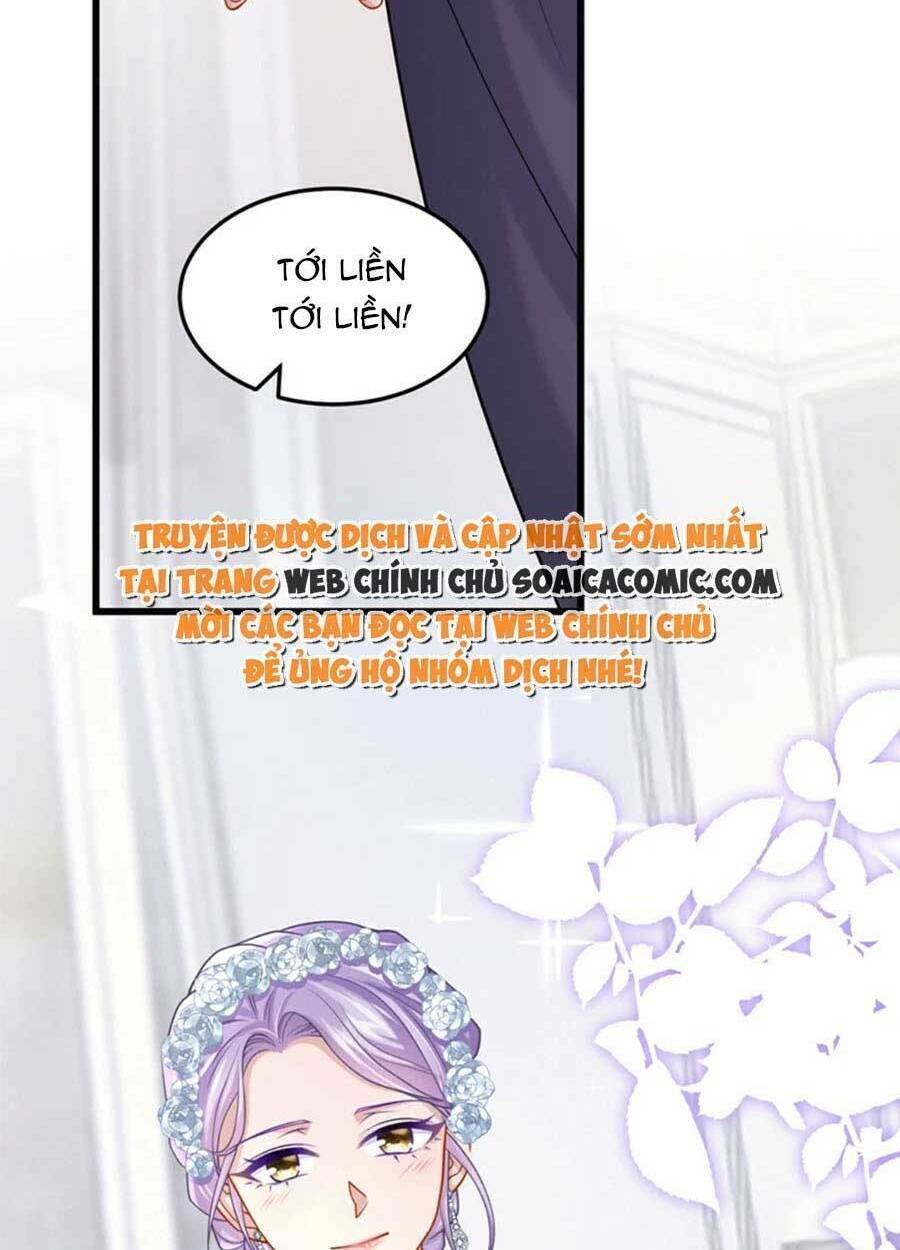 TỚI LIỀN
TỚI LIỀN!
TRUYỆN ĐƯỢC DỊCH VÀ CẬP NHẬT SỚM NHẤT
TẠI TRANG WEB CHÍNH CHỦ SOAICACOMIC.COM
MỜI CÁC BẠN ĐỌC TẠI WEB CHÍNH CHỦ
ĐỂ ỦNG HỘ NHÓM DỊCH NHÉ!